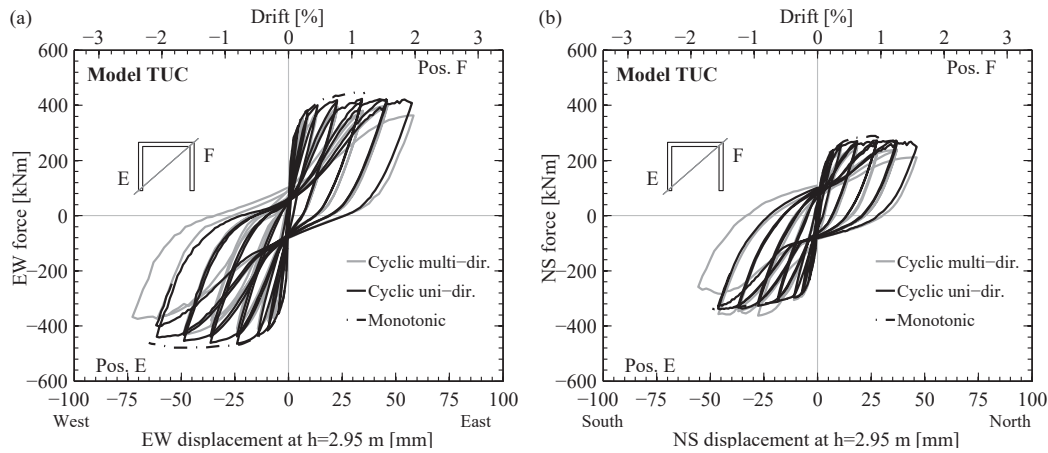 (a)
Drift [%]
−3 −2 −1 0 1 2 3
600
400
200
0
−200
−400
−600
EW force [kNm]
Model TUC
Pos. F
E
F
Cyclic multi−dir.
Cyclic uni−dir.
Monotonic
Pos. E
−100 −75 −50 −25 0 25 50 75 100
West
East
EW displacement at h=2.95 m [mm]
(b)
Drift [%]
−3 −2 −1 0 1 2 3
600
400
200
0
−200
−400
−600
NS force [kNm]
Model TUC
Pos. F
E
F
Cyclic multi−dir.
Cyclic uni−dir.
Monotonic
Pos. E
−100 −75 −50 −25 0 25 50 75 100
South
North
NS displacement at h=2.95 m [mm]